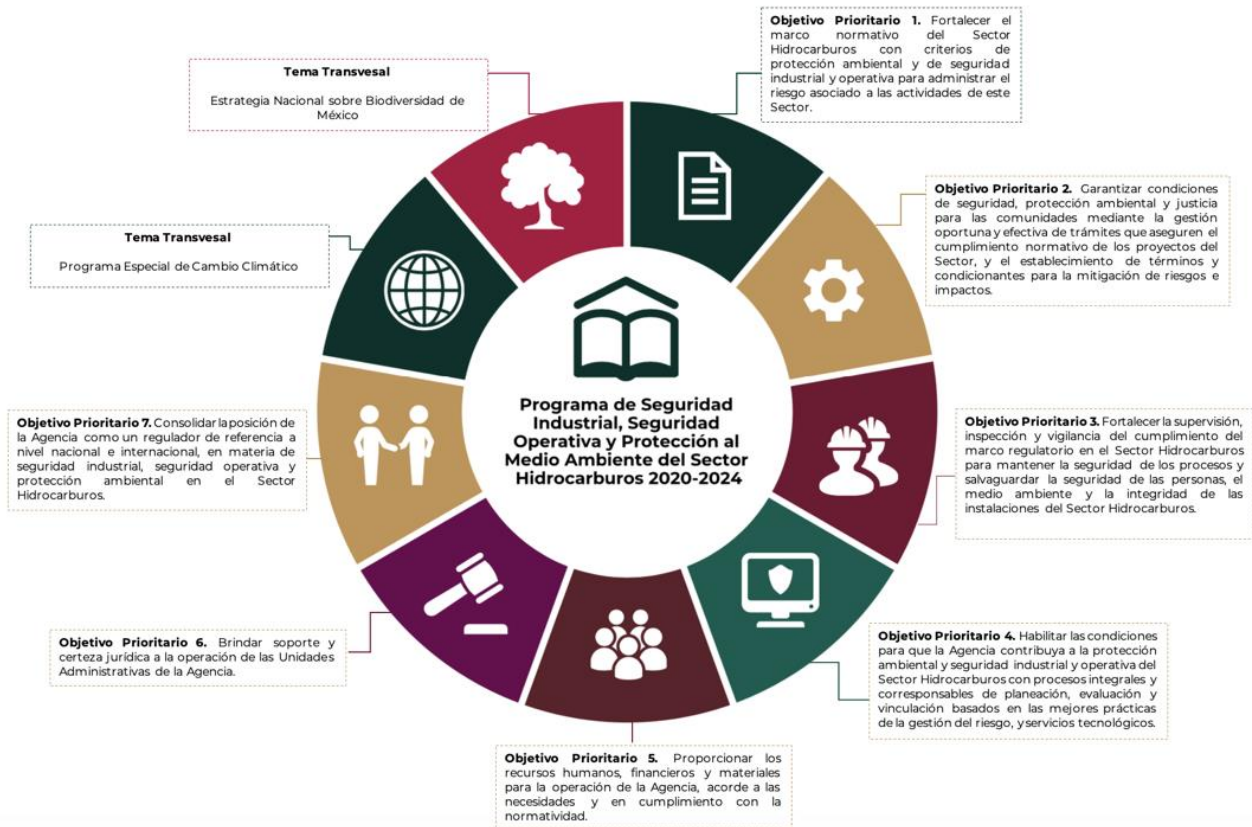 Objetivo Prioritario 1. Fortalecer el
marco normativo del Sector
Hidrocarburos con criterios de
protección ambiental y de seguridad
industrial y operativa para administrar el
riesgo asociado a las actividades de este
Sector.
Tema Transvesal
Estrategia Nacional sobre Biodiversidad de
México
Objetivo Prioritario 2. Garantizar condiciones
de seguridad, protección ambiental y justicia
para las comunidades mediante la gestión
oportuna y efectiva de trámites que aseguren el
cumplimiento normativo de los proyectos del
Sector, y el establecimiento de términos y
condicionantes para la mitigación de riesgos e
impactos.
Tema Transvesal
Programa Especial de Cambio Climático
Programa de Seguridad
Industrial, Seguridad
Operativa y Protección al
Medio Ambiente del Sector
Hidrocarburos 2020-2024
Objetivo Prioritario 3. Fortalecer la supervisión,
inspección y vigilancia del cumplimiento del
marco regulatorio en el Sector Hidrocarburos
para mantener la seguridad de los procesos y
salvaguardar la seguridad de las personas, el
medio ambiente y la integridad de las
instalaciones del Sector Hidrocarburos.
Objetivo Prioritario 7. Consolidar la posición de
la Agencia como un regulador de referencia a
nivel nacional e internacional, en materia de
seguridad industrial, seguridad operativa y
protección ambiental en el Sector
Hidrocarburos.
Objetivo Prioritario 4. Habilitar las condiciones
para que la Agencia contribuya a la protección
ambiental y seguridad industrial y operativa del
Sector Hidrocarburos con procesos integrales y
corresponsables de planeación, evaluación y
vinculación basados en las mejores prácticas
de la gestión del riesgo, y servicios tecnológicos.
Objetivo Prioritario 6. Brindar soporte y
certeza jurídica a la operación de las Unidades
Administrativas de la Agencia.
Objetivo Prioritario 5. Proporcionar los
recursos humanos, financieros y materiales
para la operación de la Agencia, acorde a las
necesidades y en cumplimiento con la
normatividad.